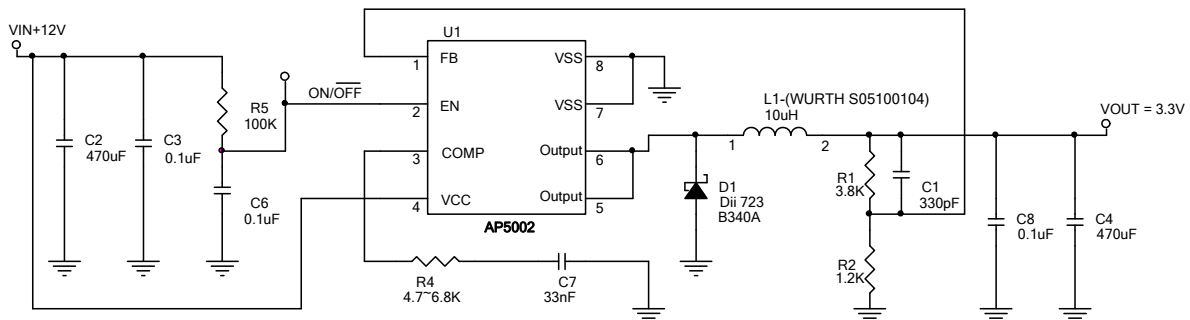 VIN+12V
U1
1
FB
VSS
8
ON/OFF
2
EN
VSS
7
R5
100K
C2
470uF
C3
0.1uF
3
COMP
Output
6
C6
0.1uF
4
VCC
Output
5
AP5002
L1-(WURTH S05100104)
10uH
1
2
VOUT = 3.3V
D1
Dii 723
B340A
R1
3.8K
C1
330pF
R2
1.2K
C8
0.1uF
C4
470uF
R4
4.7~6.8K
C7
33nF